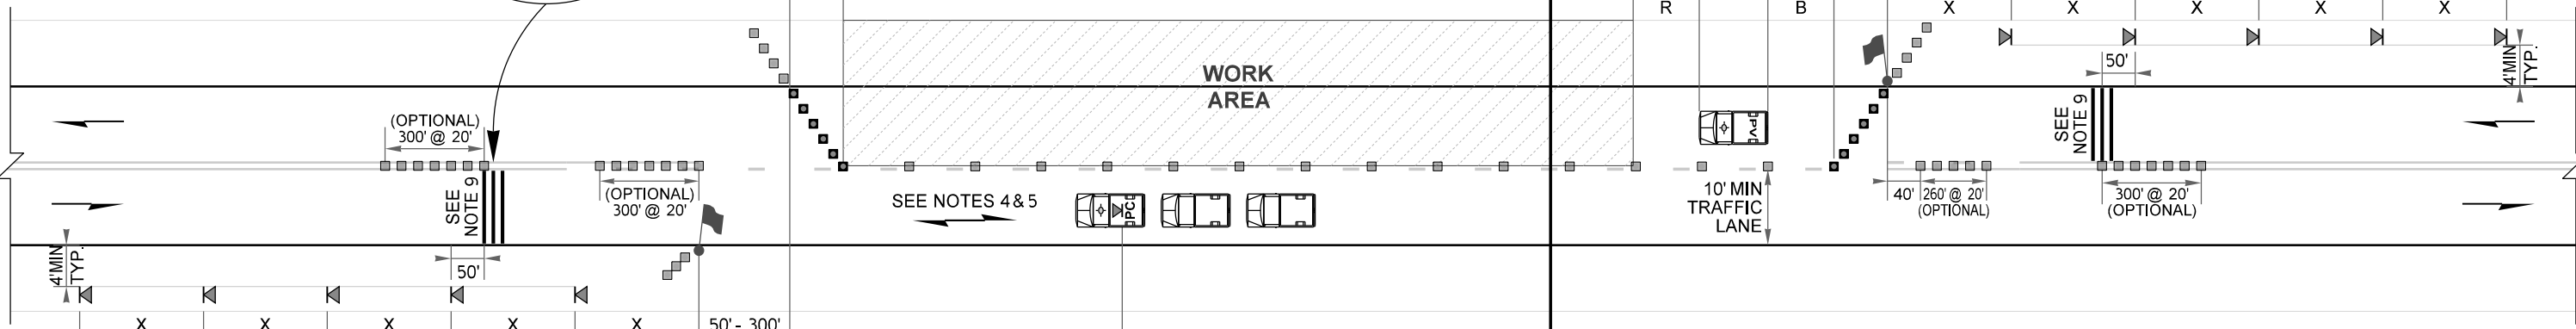 R
B
X
X
X
X
X
4'MIN
TYP.
50'
WORK
AREA
(OPTIONAL)
300' @ 20'
SEE
NOTE 9
PV
SEE
NOTE 9
(OPTIONAL)
300' @ 20'
SEE NOTES 4 & 5
PC
10' MIN
TRAFFIC
LANE
40'
260' @ 20'
(OPTIONAL)
300' @ 20'
(OPTIONAL)
4'MIN
TYP.
50'
X
X
X
X
X
50' - 300'